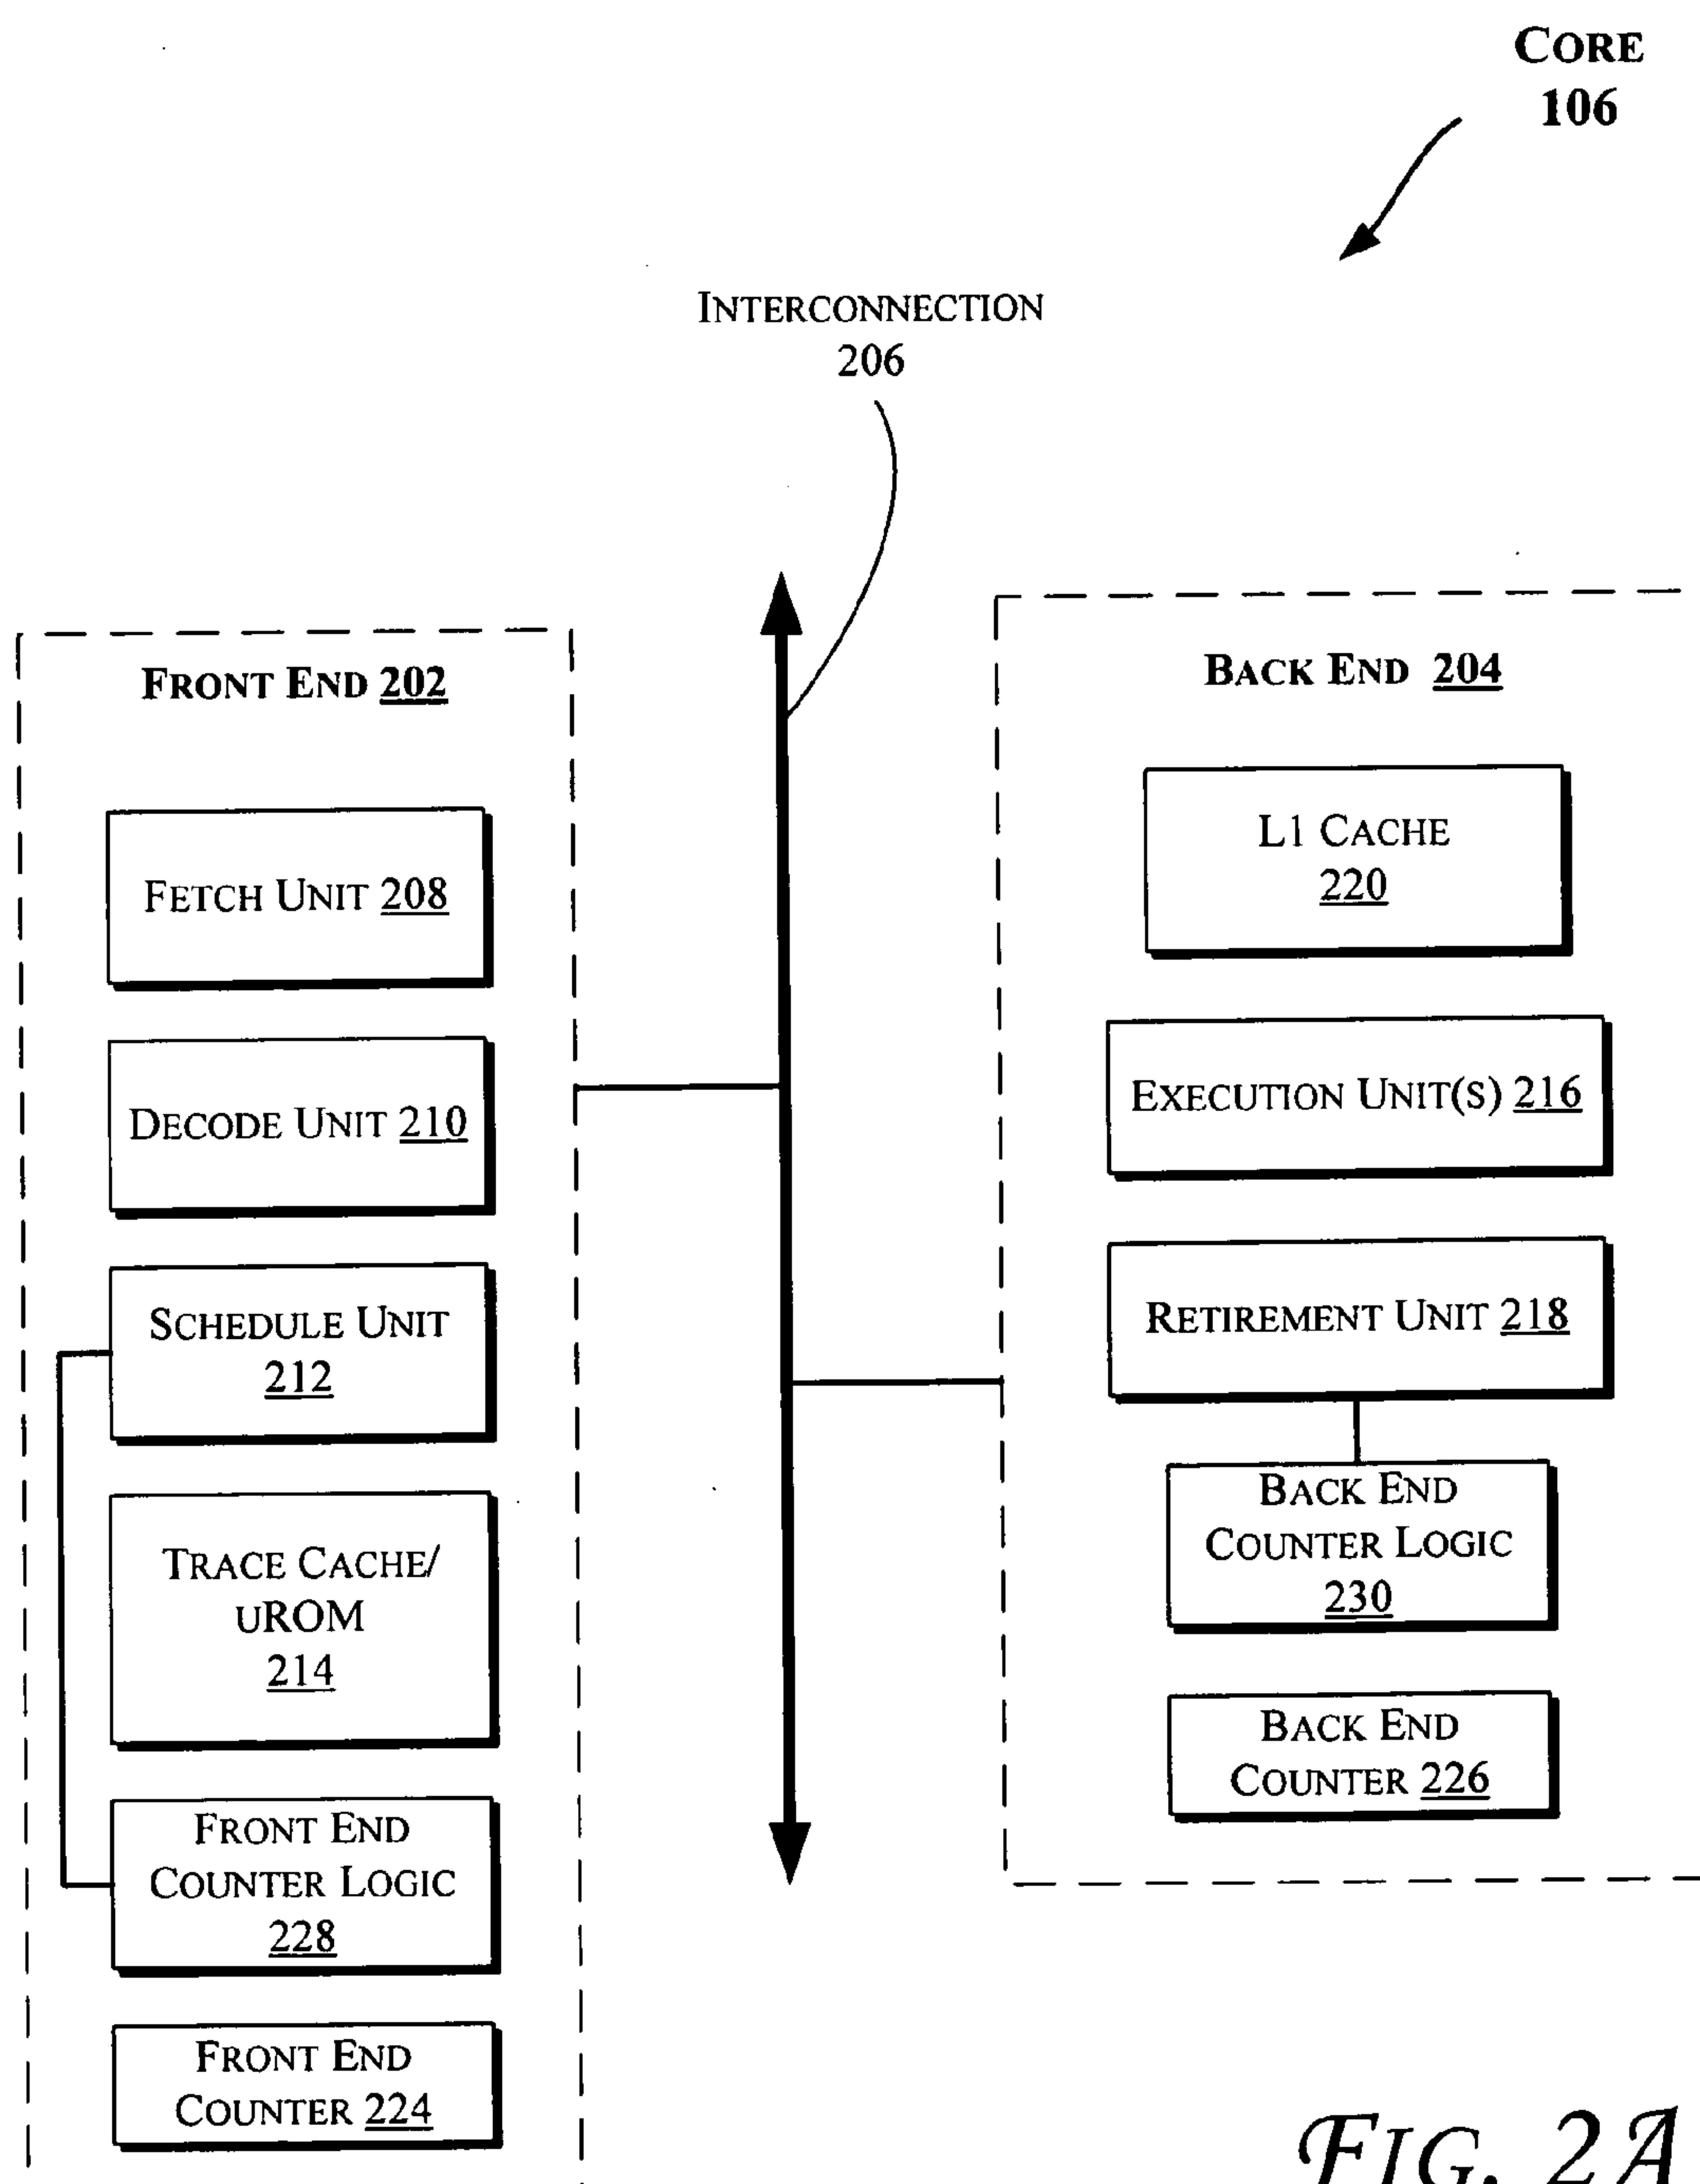 CORE
106
INTERCONNECTION
206
FRONT END 202
FETCH UNIT 208
DECODE UNIT 210
SCHEDULE UNIT
212
TRACE CACHE/
UROM
214
FRONT END
COUNTER LOGIC
228
FRONT END
COUNTER 224
BACK END 204
L1 CACHE
220
EXECUTION UNIT(S) 216
RETIREMENT UNIT 218
BACK END
COUNTER LOGIC
230
BACK END
COUNTER 226
FIG. 2A